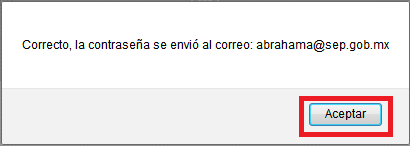 Correcto, la contraseña se envió al correo: abrahama@sep.gob.mx
Aceptar